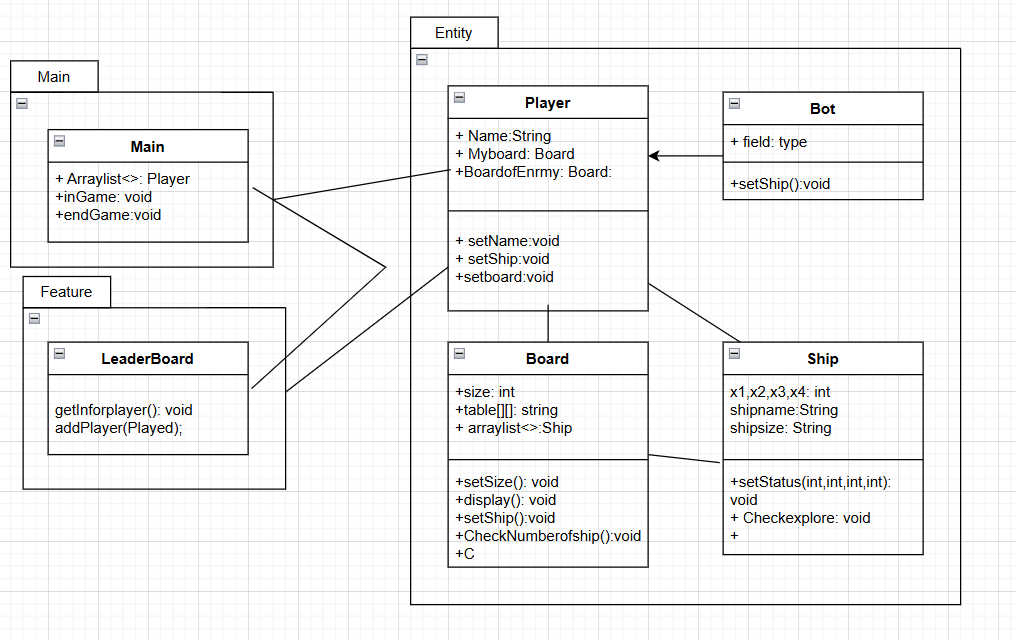 Main
Main
+ Arraylist<>: Player
+inGame: void
+endGame:void
Feature
LeaderBoard
getInforplayer(): void
addPlayer(Played);
Entity
Player
+ Name:String
+ Myboard: Board
+BoardofEnrmy: Board:
+ setName:void
+ setShip:void
+setboard:void
Bot
+ field: type
+setShip():void
Board
+size: int
+table[][]: string
+ arraylist<>:Ship
+setSize(): void
+display(): void
+setShip():void
+CheckNumberofship():void
+C
Ship
x1,x2,x3,x4: int
shipname:String
shipsize: String
+setStatus(int,int,int,int):
void
+ Checkexplore: void
+